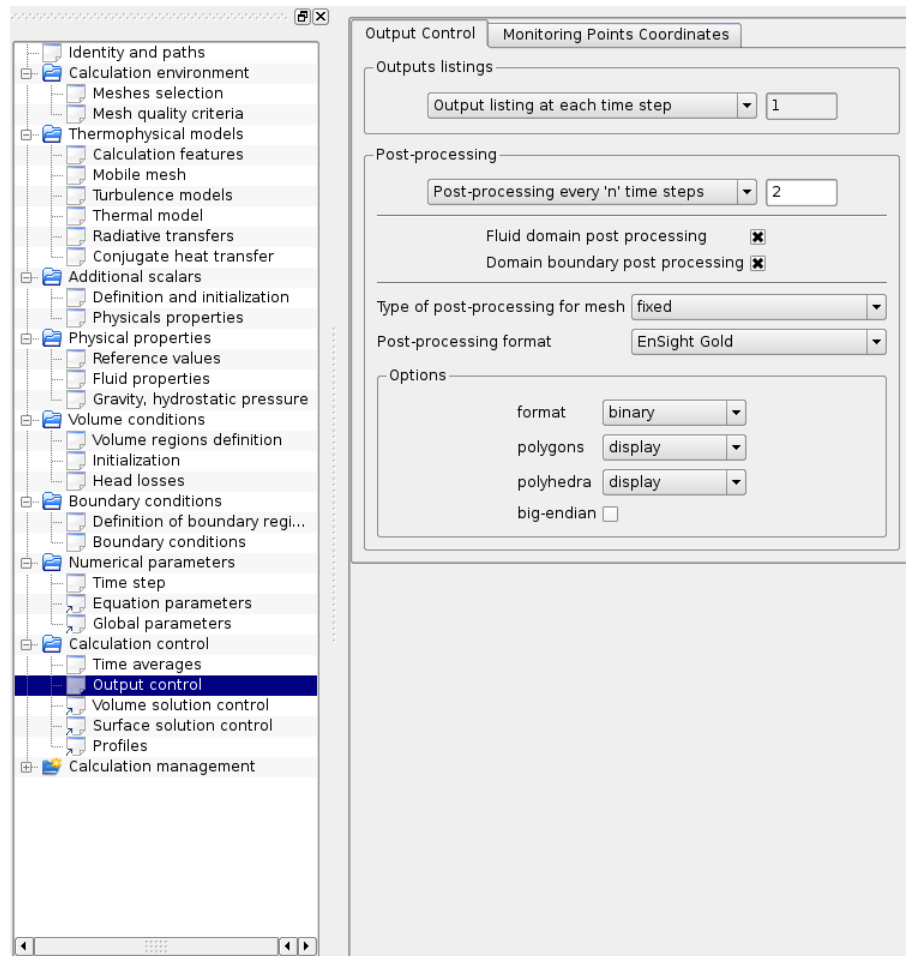 Identity and paths
Calculation environment
Meshes selection
Mesh quality criteria
Thermophysical models
Calculation features
Mobile mesh
Turbulence models
Thermal model
Radiative transfers
Conjugate heat transfer
Additional scalars
Definition and initialization
Physicals properties
Physical properties
Reference values
Fluid properties
Gravity, hydrostatic pressure
Volume conditions
Volume regions definition
Initialization
Head losses
Boundary conditions
Definition of boundary regi...
Boundary conditions
Numerical parameters
Time step
Equation parameters
Global parameters
Calculation control
Time averages
Output control
Volume solution control
Surface solution control
Profiles
Calculation management
Output Control Monitoring Points Coordinates
Outputs listings
Output listing at each time step 1
Post-processing
Post-processing every 'n' time steps 2
Fluid domain post processing
Domain boundary post processing
Type of post-processing for mesh fixed
Post-processing format EnSight Gold
Options
format binary
polygons display
polyhedra display
big-endian